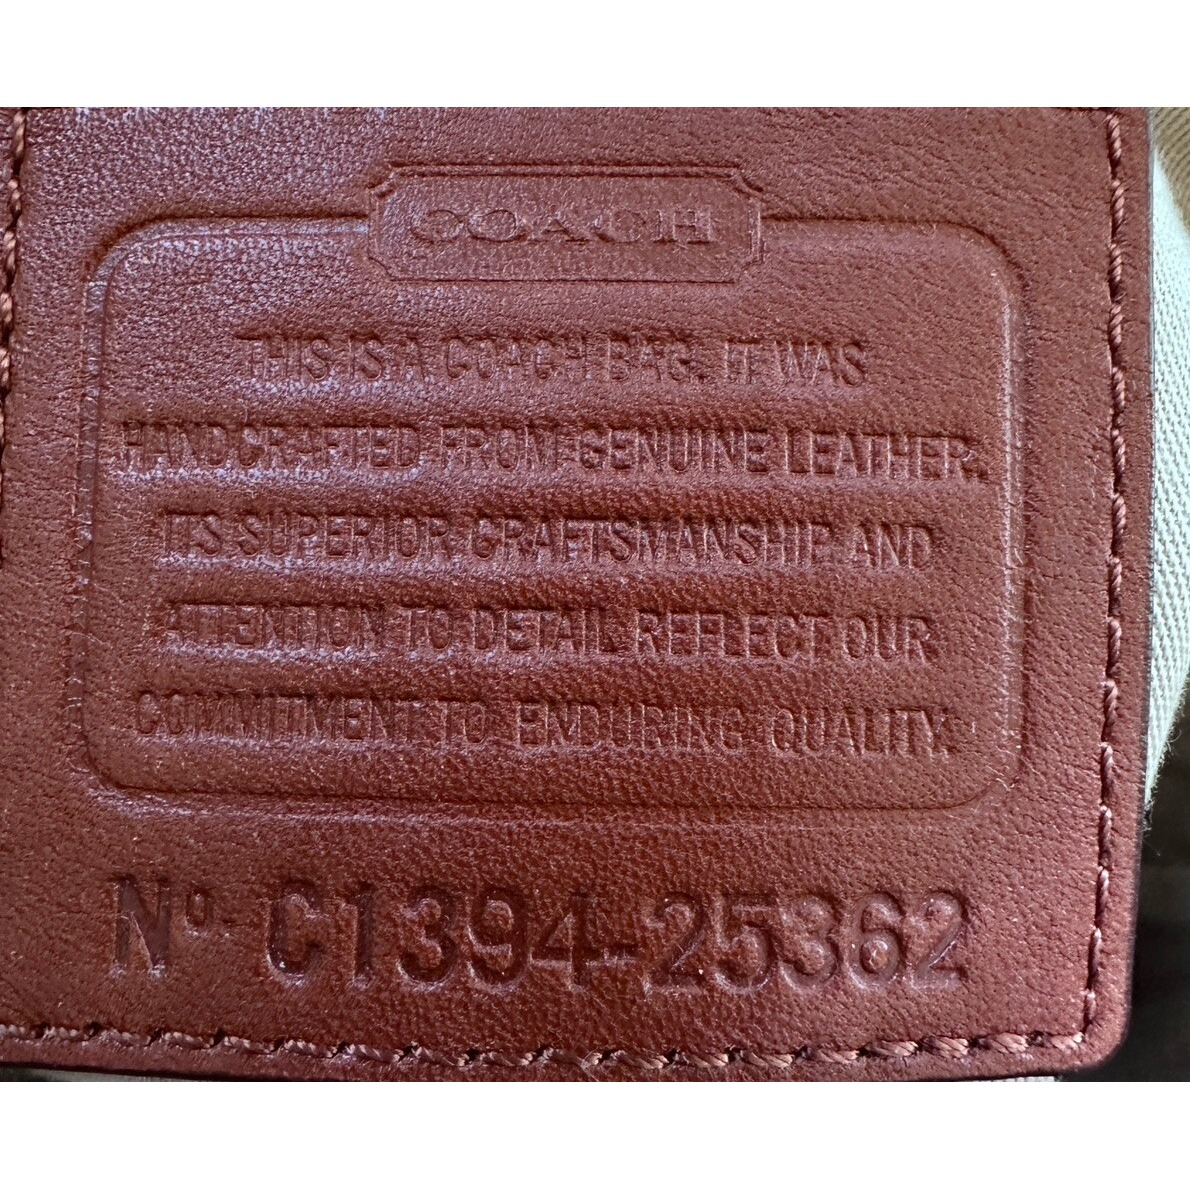 COACH
THIS IS A COACH BAG. IT WAS
HANDCRAFTED FROM GENUINE LEATHER.
ITS SUPERIOR CRAFTSMANSHIP AND
ATTENTION TO DETAIL REFLECT OUR
COMMITMENT TO ENDURING QUALITY.
Nº C1394-25362